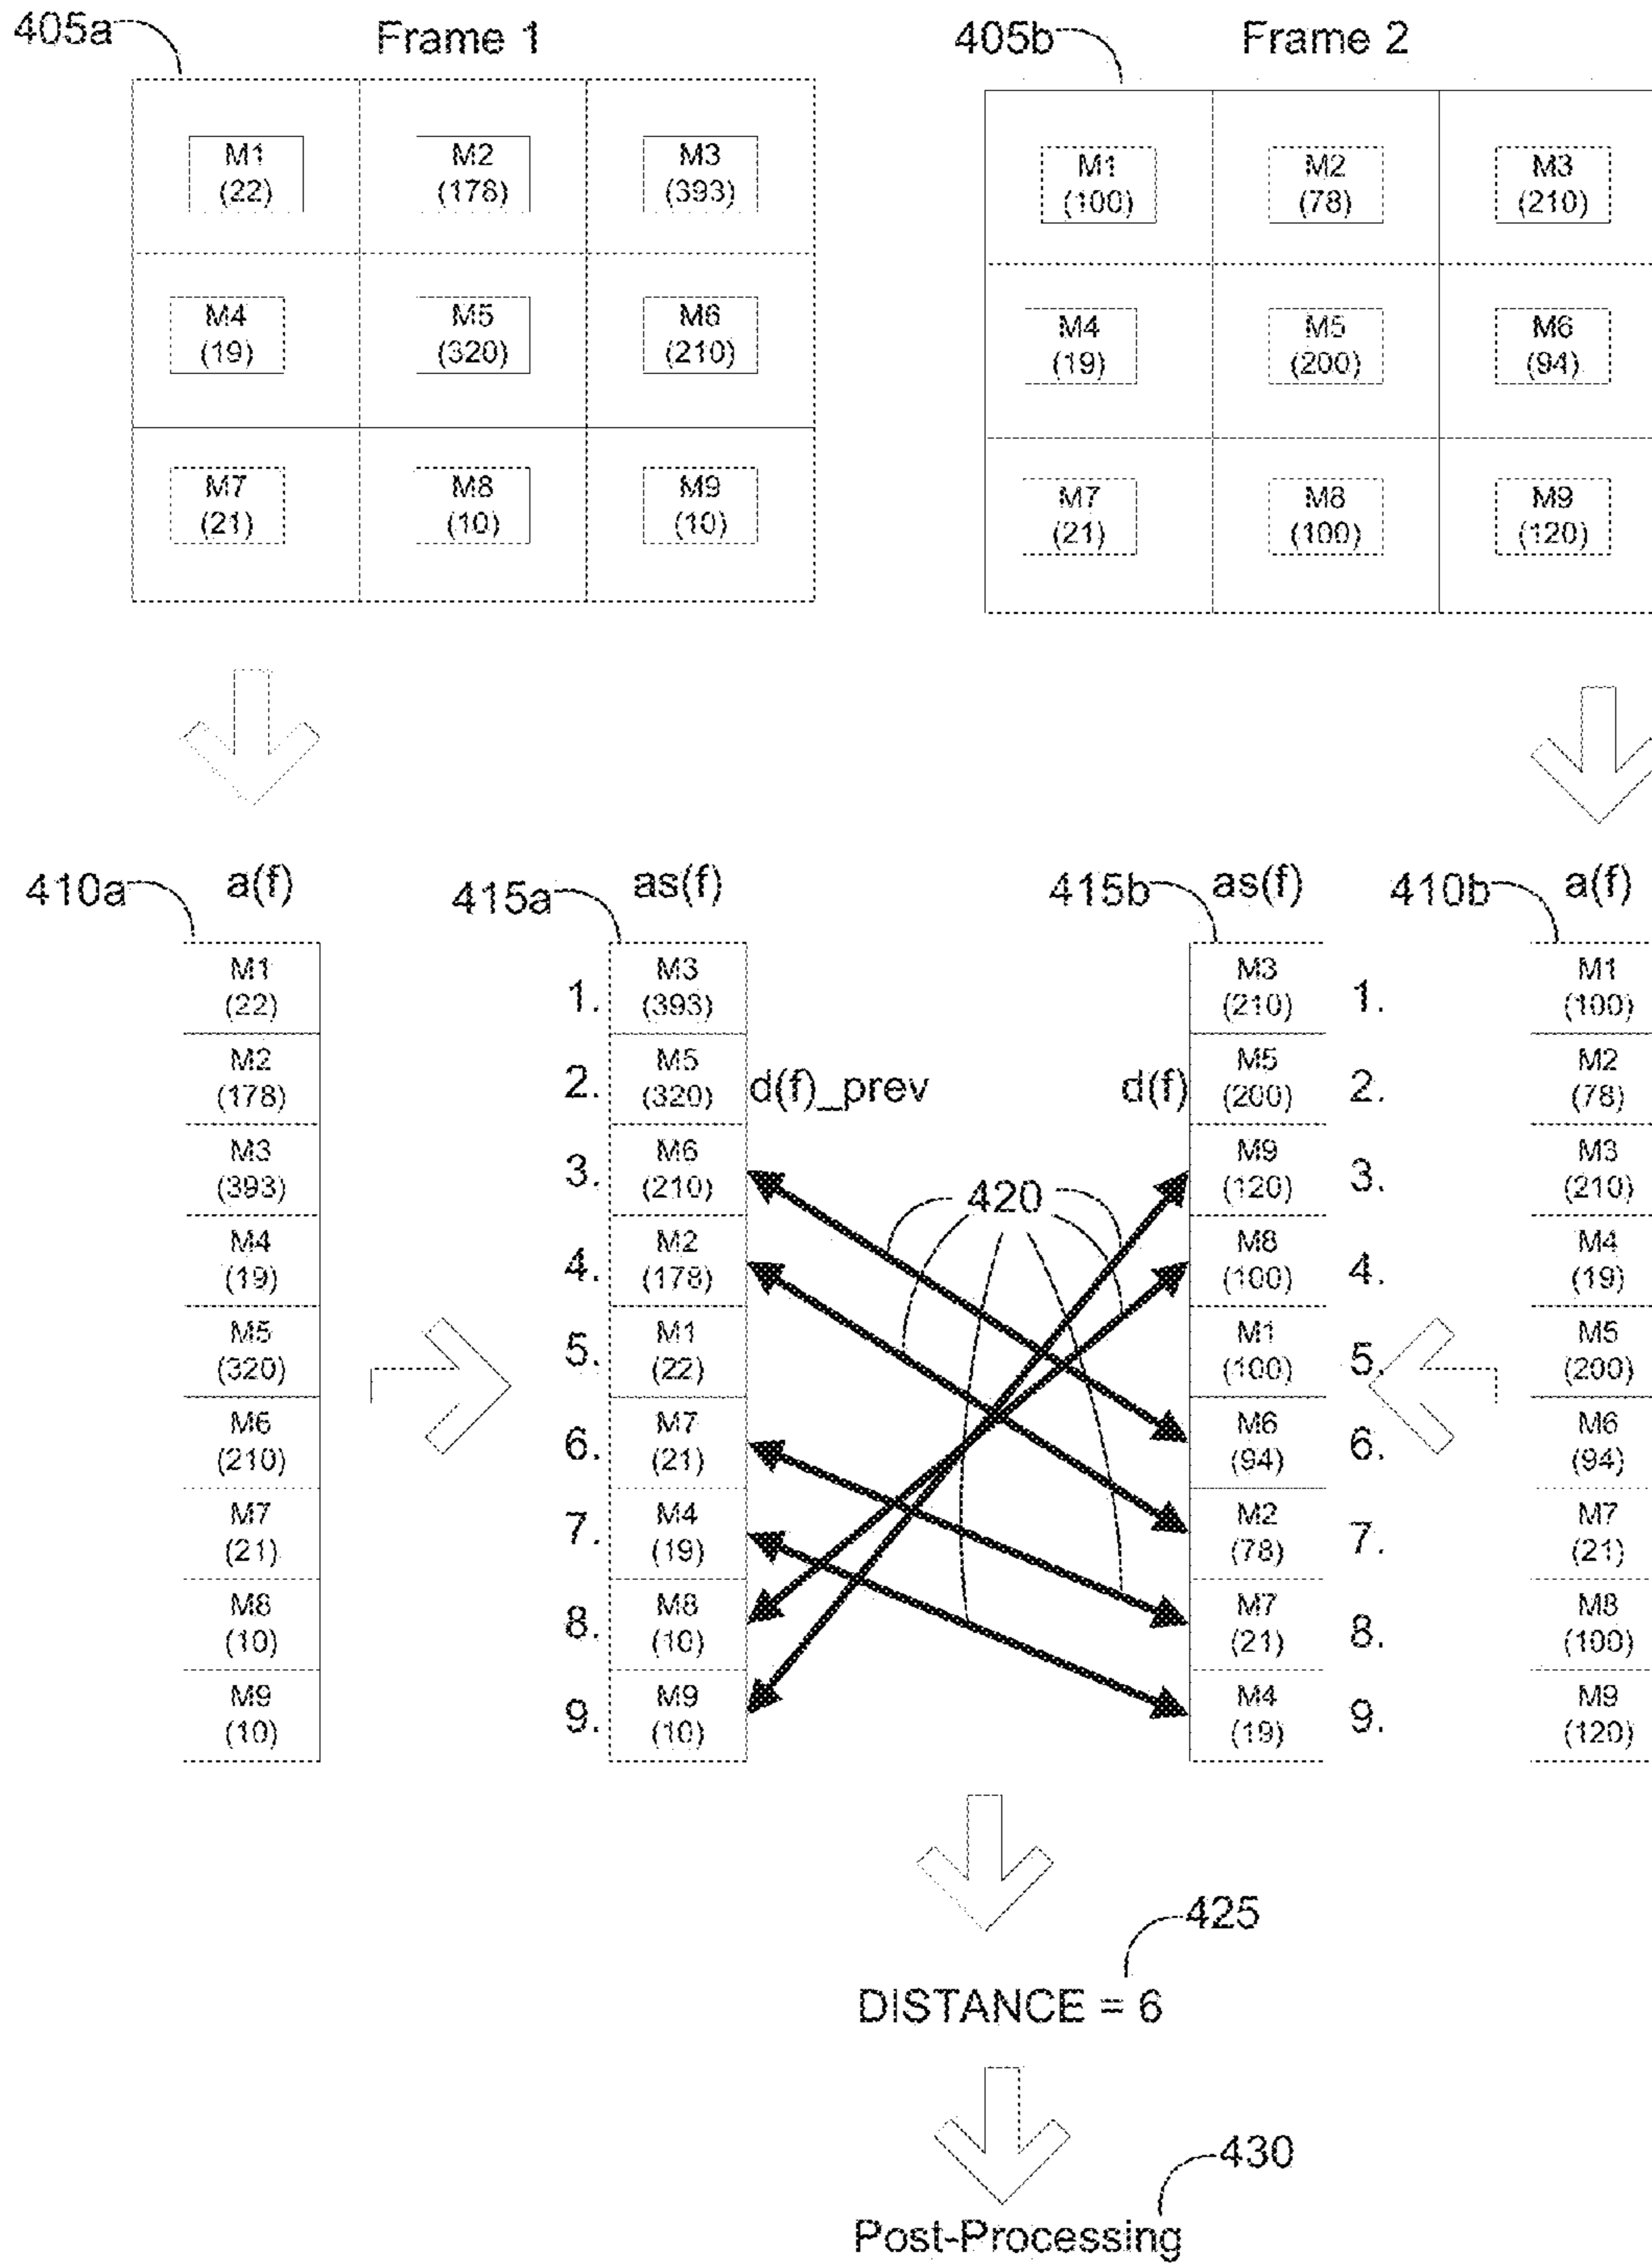 405a
Frame 1
405b
Frame 2
M1
(22)
M2
(178)
M3
(393)
M4
(19)
M5
(320)
M6
(210)
M7
(21)
M8
(10)
M9
(10)
M1
(100)
M2
(78)
M3
(210)
M4
(19)
M5
(200)
M6
(94)
M7
(21)
M8
(100)
M9
(120)
410a
a(f)
M1
(22)
M2
(178)
M3
(393)
M4
(19)
M5
(320)
M6
(210)
M7
(21)
M8
(10)
M9
(10)
415a
as(f)
1.
M3
(393)
2.
M5
(320)
3.
M6
(210)
4.
M2
(178)
5.
M1
(22)
6.
M7
(21)
7.
M4
(19)
8.
M8
(10)
9.
M9
(10)
d(f)_prev
d(f)
420
415b
as(f)
M3
(210)
1.
M5
(200)
2.
M9
(120)
3.
M8
(100)
4.
M1
(100)
5.
M6
(94)
6.
M2
(78)
7.
M7
(21)
8.
M4
(19)
9.
410b
a(f)
M1
(100)
M2
(78)
M3
(210)
M4
(19)
M5
(200)
M6
(94)
M7
(21)
M8
(100)
M9
(120)
425
DISTANCE = 6
430
Post-Processing